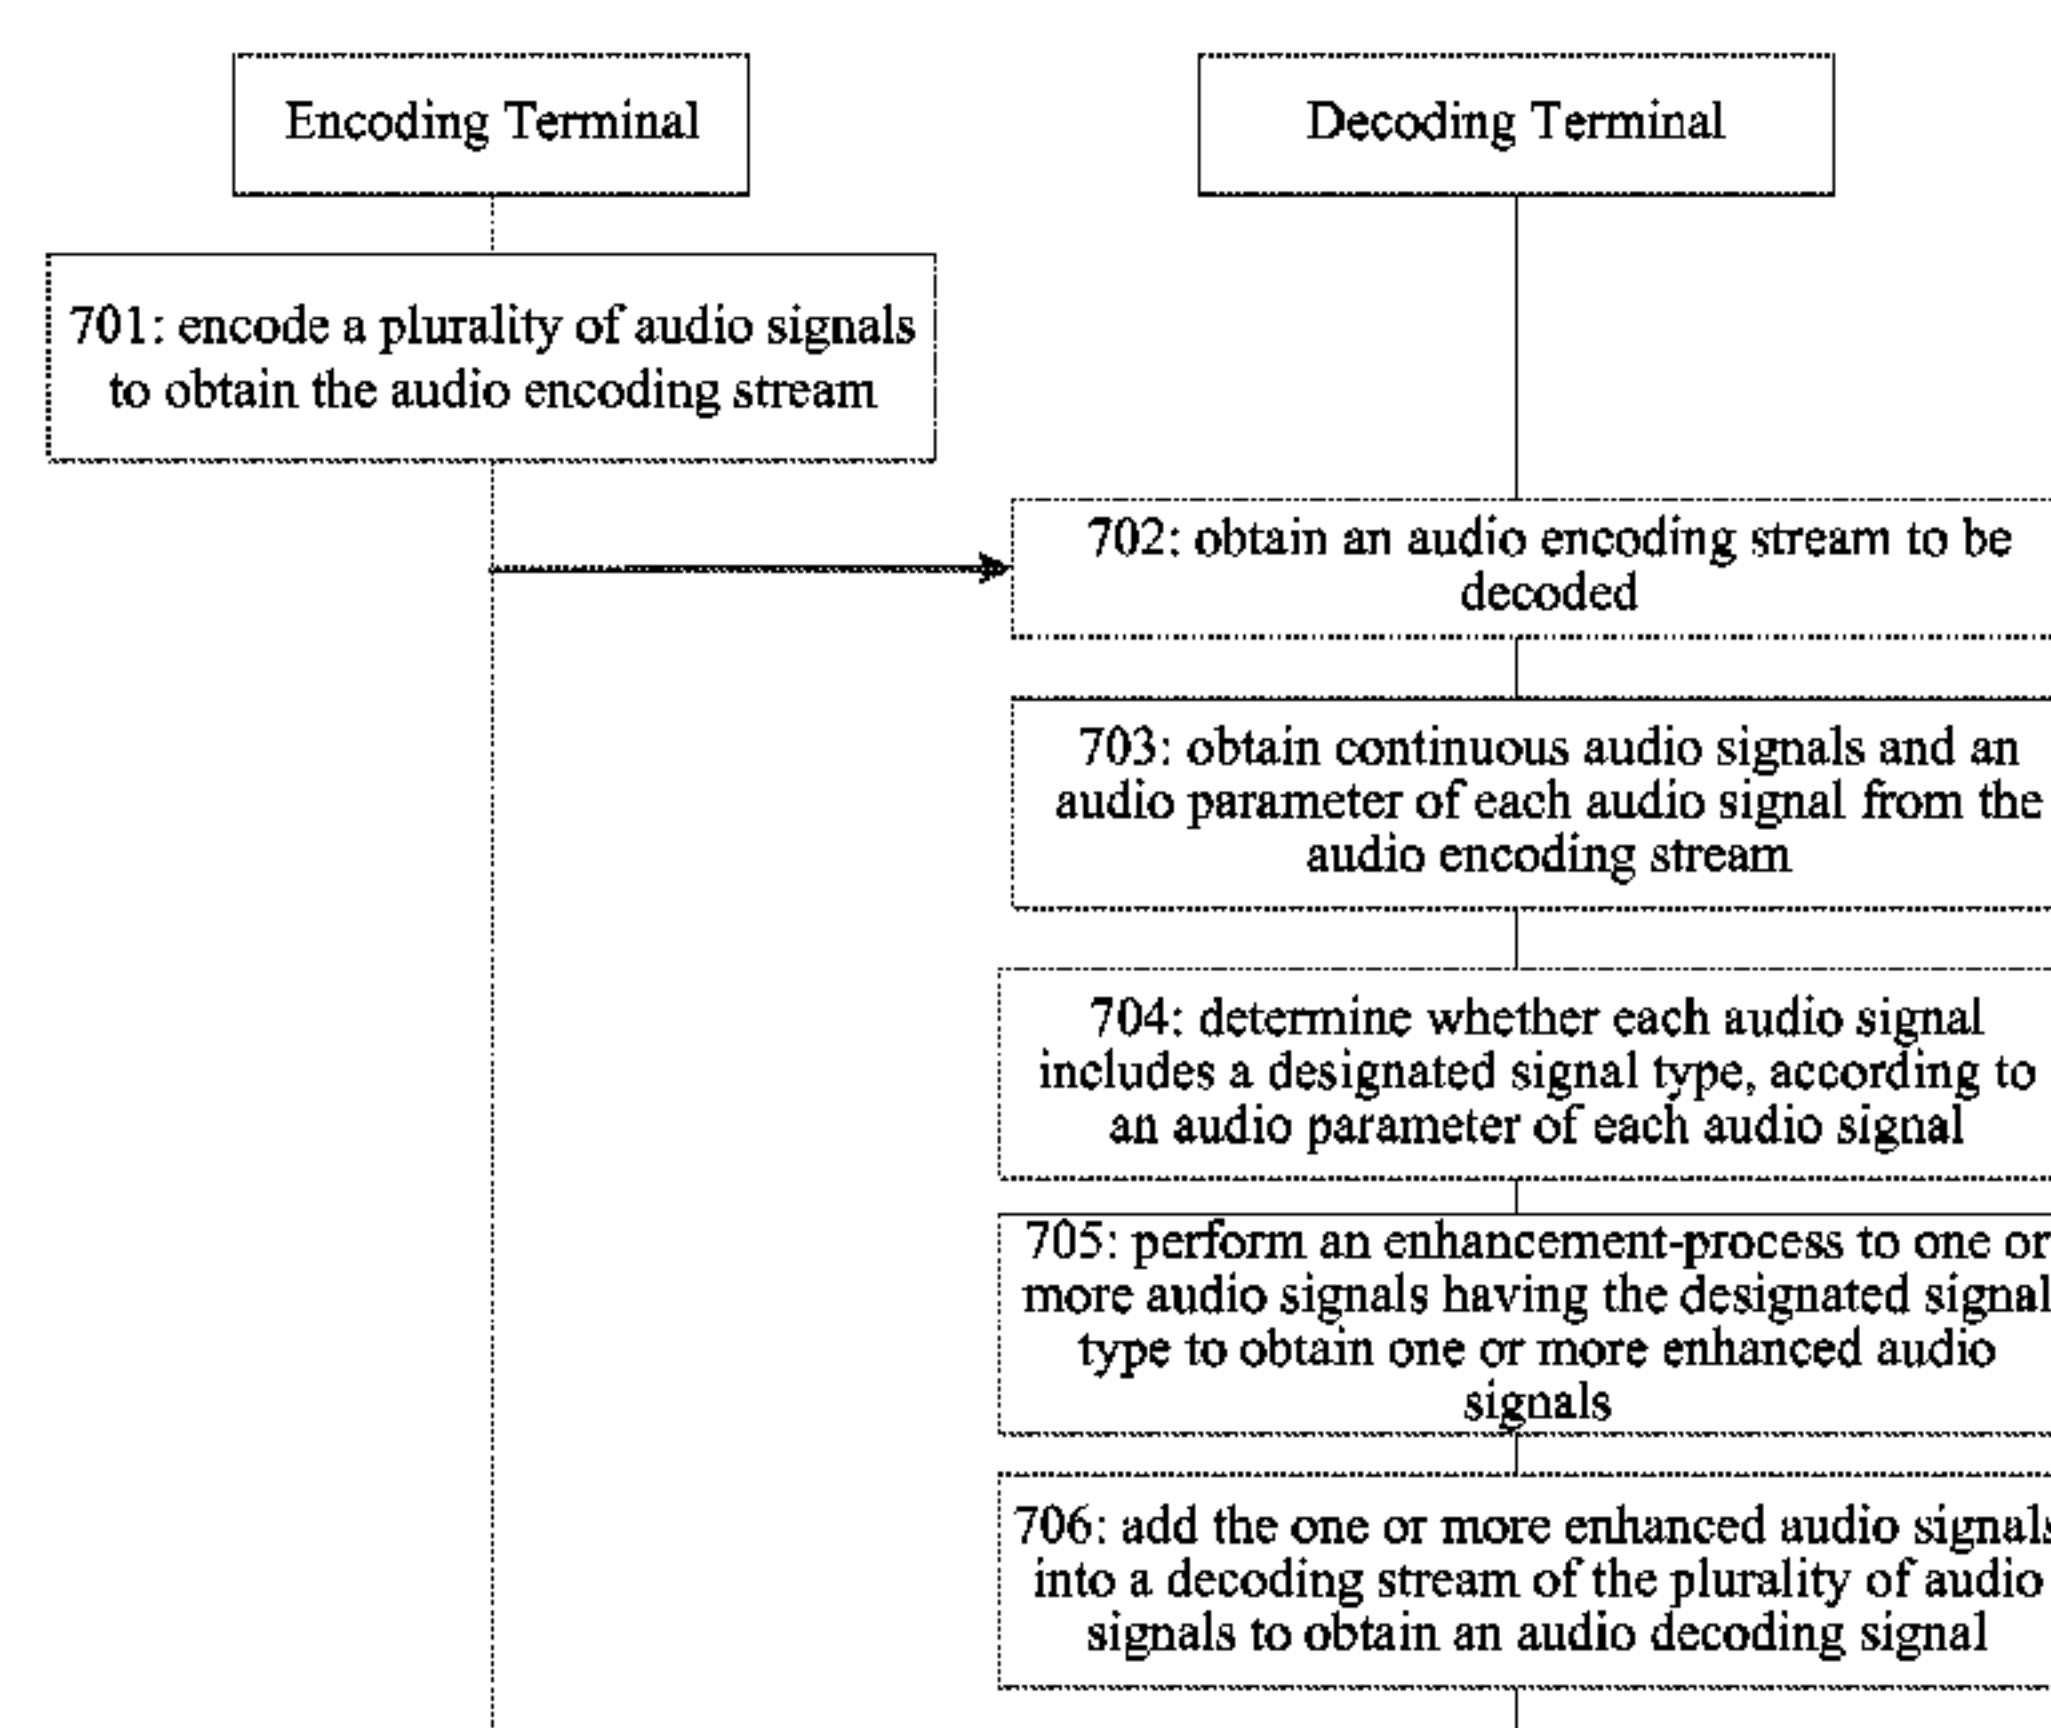 Encoding Terminal
Decoding Terminal
701: encode a plurality of audio signals
to obtain the audio encoding stream
702: obtain an audio encoding stream to be
decoded
703: obtain continuous audio signals and an
audio parameter of each audio signal from the
audio encoding stream
704: determine whether each audio signal
includes a designated signal type, according to
an audio parameter of each audio signal
705: perform an enhancement-process to one or
more audio signals having the designated signal
type to obtain one or more enhanced audio
signals
706: add the one or more enhanced audio signals
into a decoding stream of the plurality of audio
signals to obtain an audio decoding signal